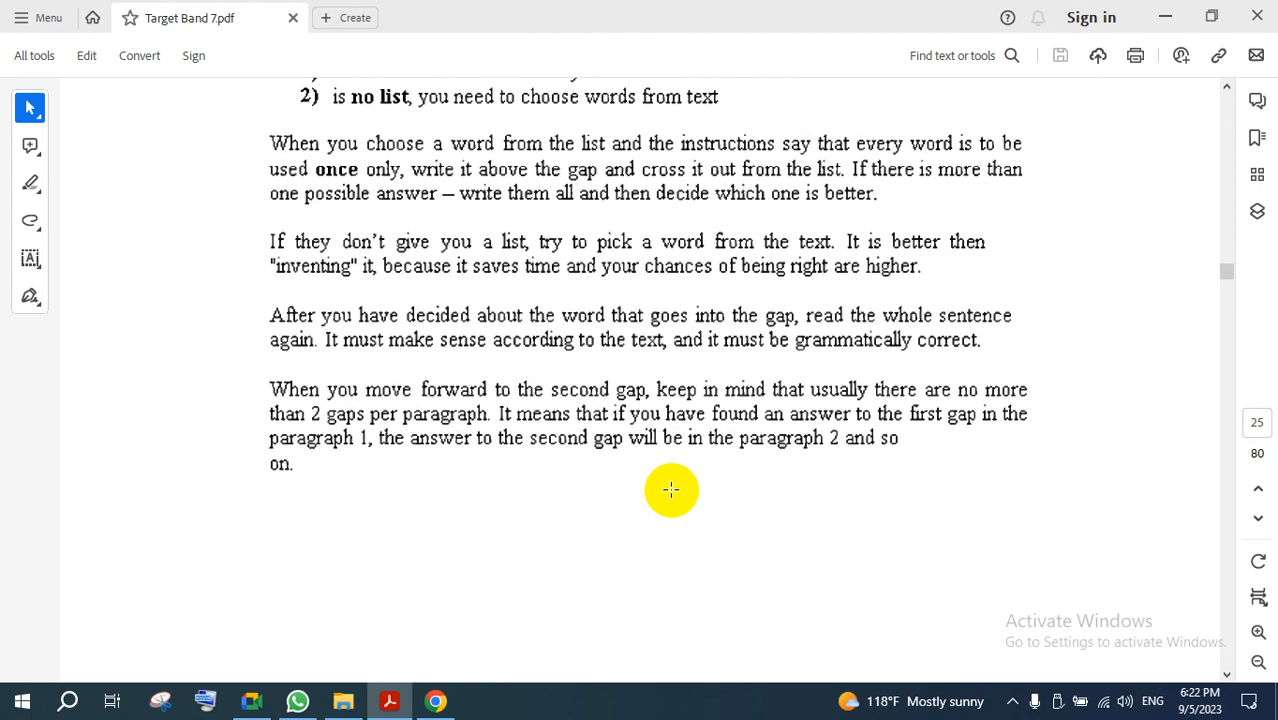 Menu
Target Band 7.pdf
Create
Sign in
All tools
Edit
Convert
Sign
Find text or tools
2) is no list, you need to choose words from text
When you choose a word from the list and the instructions say that every word is to be
used once only, write it above the gap and cross it out from the list. If there is more than
one possible answer – write them all and then decide which one is better.
If they don't give you a list, try to pick a word from the text. It is better then
"inventing" it, because it saves time and your chances of being right are higher.
After you have decided about the word that goes into the gap, read the whole sentence
again. It must make sense according to the text, and it must be grammatically correct.
When you move forward to the second gap, keep in mind that usually there are no more
than 2 gaps per paragraph. It means that if you have found an answer to the first gap in the
paragraph 1, the answer to the second gap will be in the paragraph 2 and so
on.
25
80
Activate Windows
Go to Settings to activate Windows.
118°F Mostly sunny
ENG
6:22 PM
9/5/2023